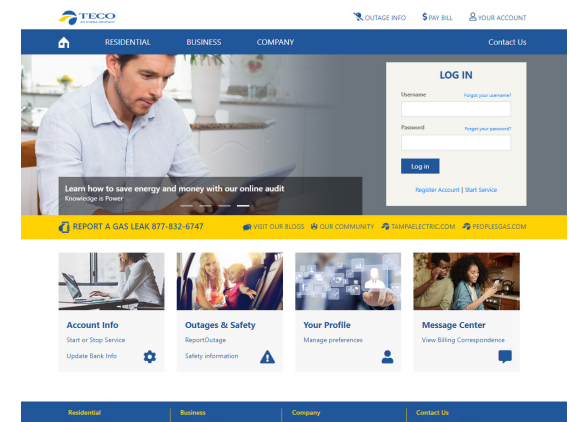 TECO
AN EMERA COMPANY
OUTAGE INFO
$ PAY BILL
YOUR ACCOUNT
RESIDENTIAL
BUSINESS
COMPANY
Contact Us
LOG IN
Username
Forgot your username?
Password
Forgot your password?
Log in
Register Account | Start Service
Learn how to save energy and money with our online audit
Knowledge is Power
REPORT A GAS LEAK 877-832-6747
VISIT OUR BLOGS
OUR COMMUNITY
TAMPAELECTRIC.COM
PEOPLESGAS.COM
Account Info
Start or Stop Service
Update Bank Info
Outages & Safety
ReportOutage
Safety information
Your Profile
Manage preferences
Message Center
View Billing Correspondence
Residential
Business
Company
Contact Us